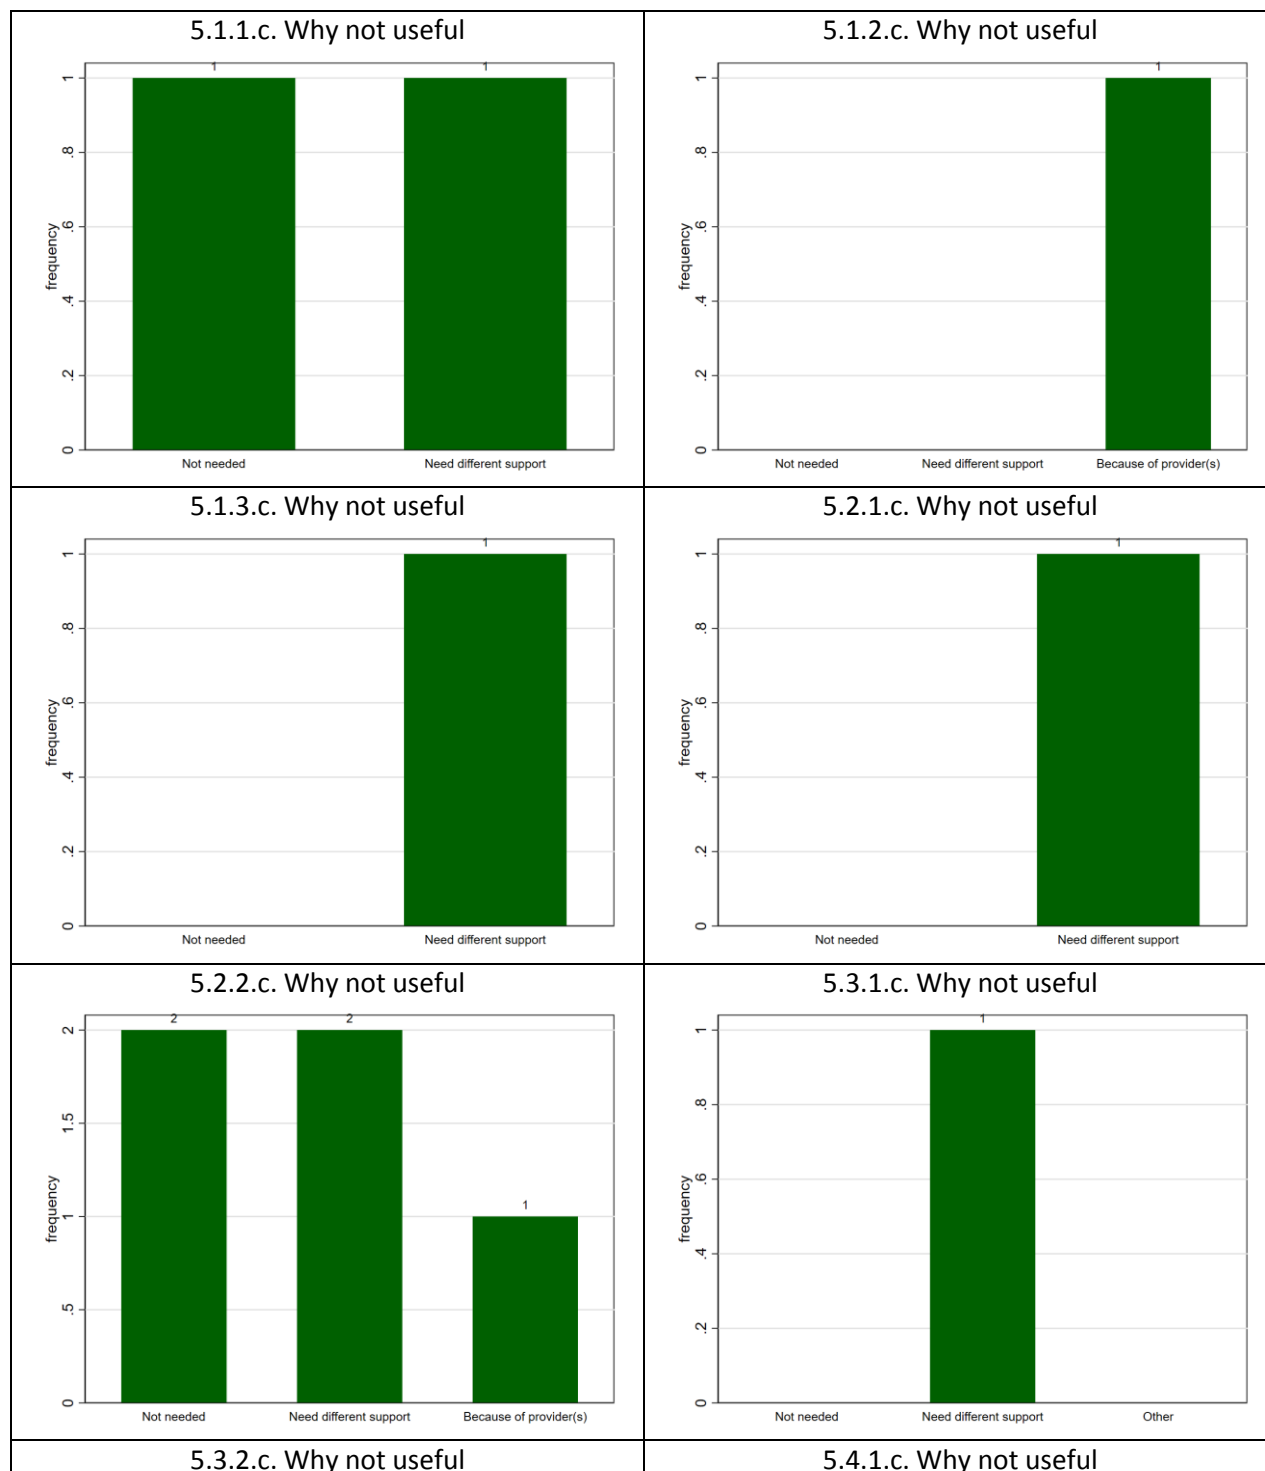 5.1.1.c. Why not useful
1 1
1
.8
.6
.4
.2
0
frequency
Not needed Need different support
5.1.2.c. Why not useful
1
1
.8
.6
.4
.2
0
frequency
Not needed Need different support Because of provider(s)
5.1.3.c. Why not useful
1
1
.8
.6
.4
.2
0
frequency
Not needed Need different support
5.2.1.c. Why not useful
1
1
.8
.6
.4
.2
0
frequency
Not needed Need different support
5.2.2.c. Why not useful
2 2
2
1.5
1
1
.5
0
frequency
Not needed Need different support Because of provider(s)
5.3.1.c. Why not useful
1
1
.8
.6
.4
.2
0
frequency
Not needed Need different support Other
5.3.2.c. Why not useful
5.4.1.c. Why not useful